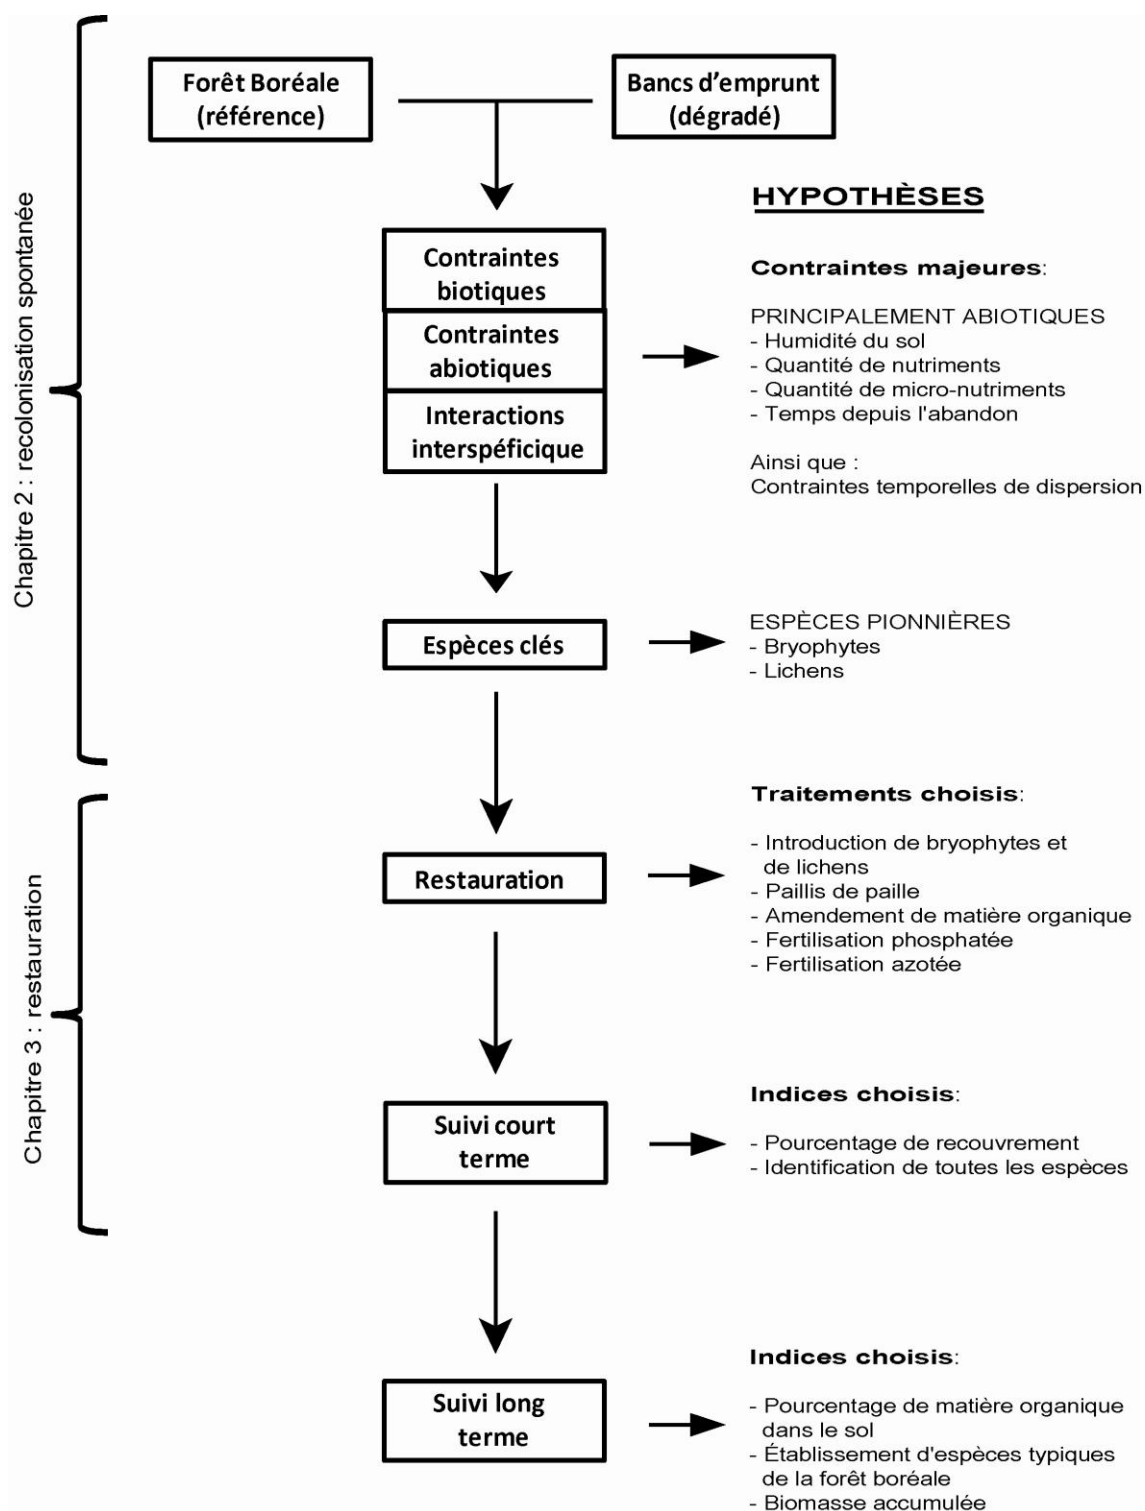 Forêt Boréale
(référence)
Bancs d'emprunt
(dégradé)
Chapitre 2 : recolonisation spontanée
HYPOTHÈSES
Contraintes
biotiques
Contraintes
abiotiques
Interactions
interspéficique
Contraintes majeures:
PRINCIPALEMENT ABIOTIQUES
- Humidité du sol
- Quantité de nutriments
- Quantité de micro-nutriments
- Temps depuis l'abandon
Ainsi que :
Contraintes temporelles de dispersion
Espèces clés
ESPÈCES PIONNIÈRES
- Bryophytes
- Lichens
Chapitre 3 : restauration
Restauration
Traitements choisis:
- Introduction de bryophytes et
de lichens
- Paillis de paille
- Amendement de matière organique
- Fertilisation phosphatée
- Fertilisation azotée
Suivi court
terme
Indices choisis:
- Pourcentage de recouvrement
- Identification de toutes les espèces
Suivi long
terme
Indices choisis:
- Pourcentage de matière organique
dans le sol
- Établissement d'espèces typiques
de la forêt boréale
- Biomasse accumulée